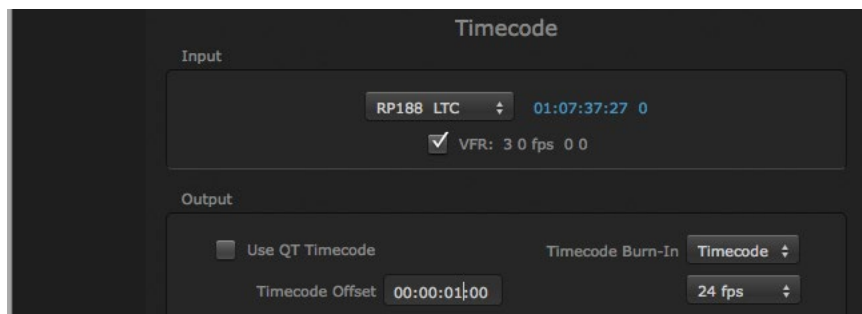 Timecode
Input
RP188 LTC 01:07:37:27 0
VFR: 3 0 fps 0 0
Output
Use QT Timecode Timecode Burn-In Timecode
Timecode Offset 00:00:01:00 24 fps